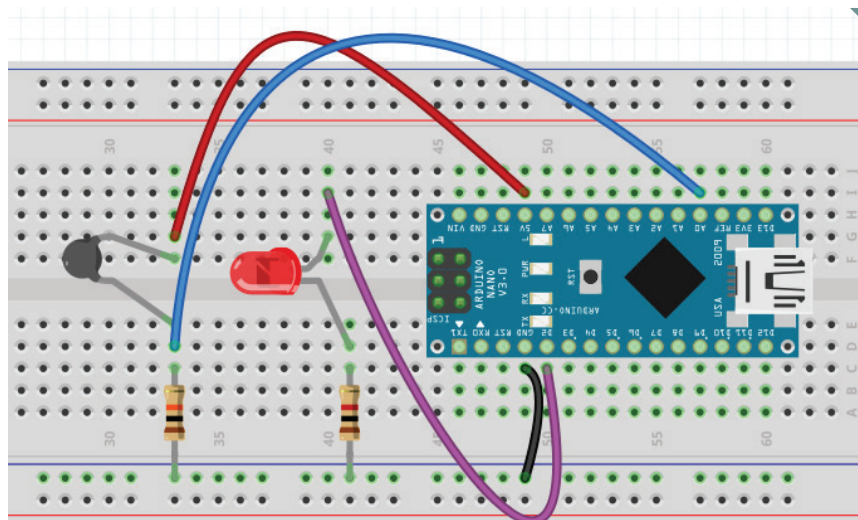 30 40 50 55 60
J
I
H
G
F
VIN GND RST 5V A7 A6 A5 A4 A3 A2 A1 A0 REF 3V3 D13
L
1
PWR
RST
2009
ARDUINO
NANO
V3.0
RX
TX
ARDUINO.CC
USA
ICSP
TX1 RX0 RST GND D2 D3 D4 D5 D6 D7 D8 D9 D10 D11 D12
E
D
C
B
A
30 35 40 45 50 55 60